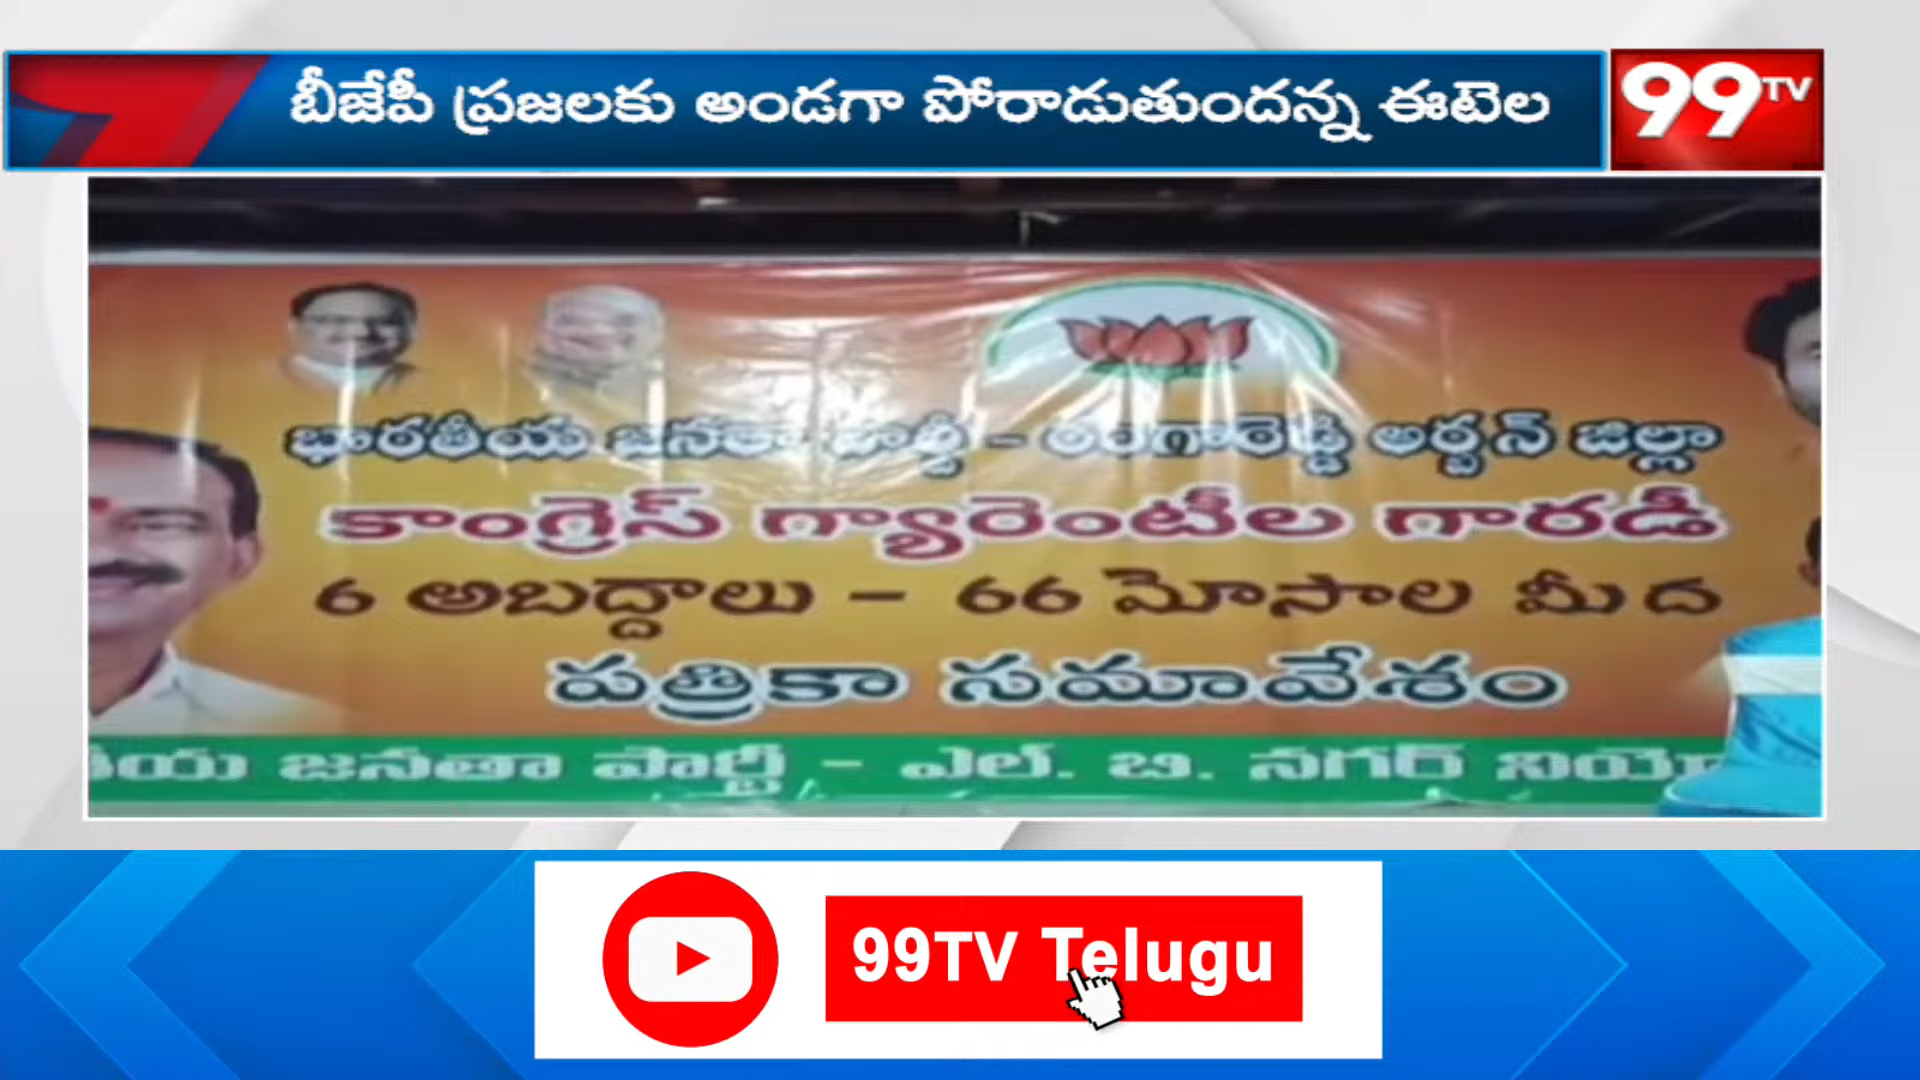 బీజేపీ ప్రజలకు అండగా పోరాడుతుందన్న ఈటెల
99TV
భారతీయ జనతా పార్టీ - రంగారెడ్డి అర్బన్ జిల్లా
కాంగ్రెస్ గ్యారెంటీల గారడీ
6 అబద్దాలు - 66 మోసాల మీద
పత్రికా సమావేశం
తీయ జనతా పార్టీ - ఎల్. బి. నగర్ నియో
99TV Telugu